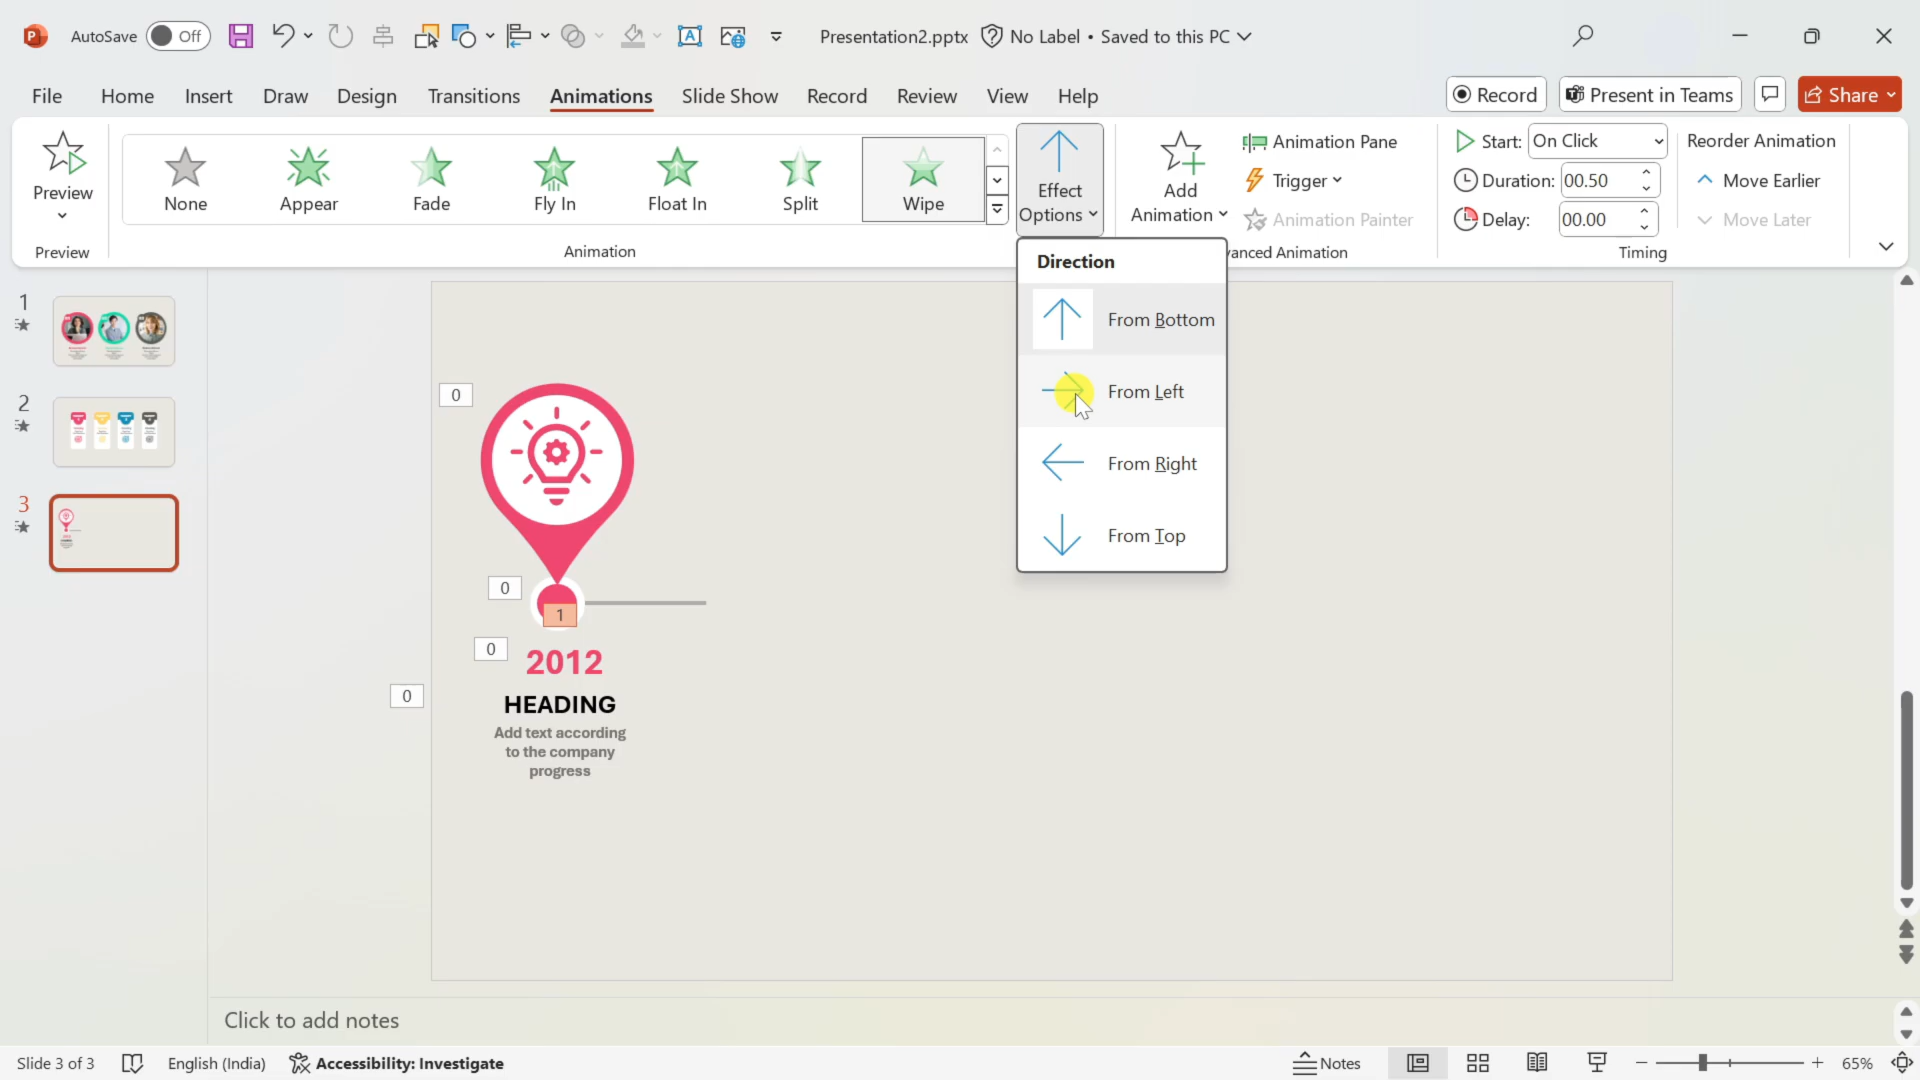 AutoSave Off Presentation2.pptx No Label • Saved to this PC
File Home Insert Draw Design Transitions Animations Slide Show Record Review View Help Record Present in Teams Share
Preview
Preview
None
Appear
Fade
Fly In
Float In
Split
Wipe
Animation
Effect
Options
Add
Animation
Animation Pane
Trigger
Animation Painter
vanced Animation
Start: On Click
Duration: 00.50
Delay: 00.00
Timing
Reorder Animation
Move Earlier
Move Later
Direction
From Bottom
From Left
From Right
From Top
1
2
3
0
0
1
0
2012
0
HEADING
Add text according
to the company
progress
Click to add notes
Slide 3 of 3 English (India) Accessibility: Investigate Notes 65%